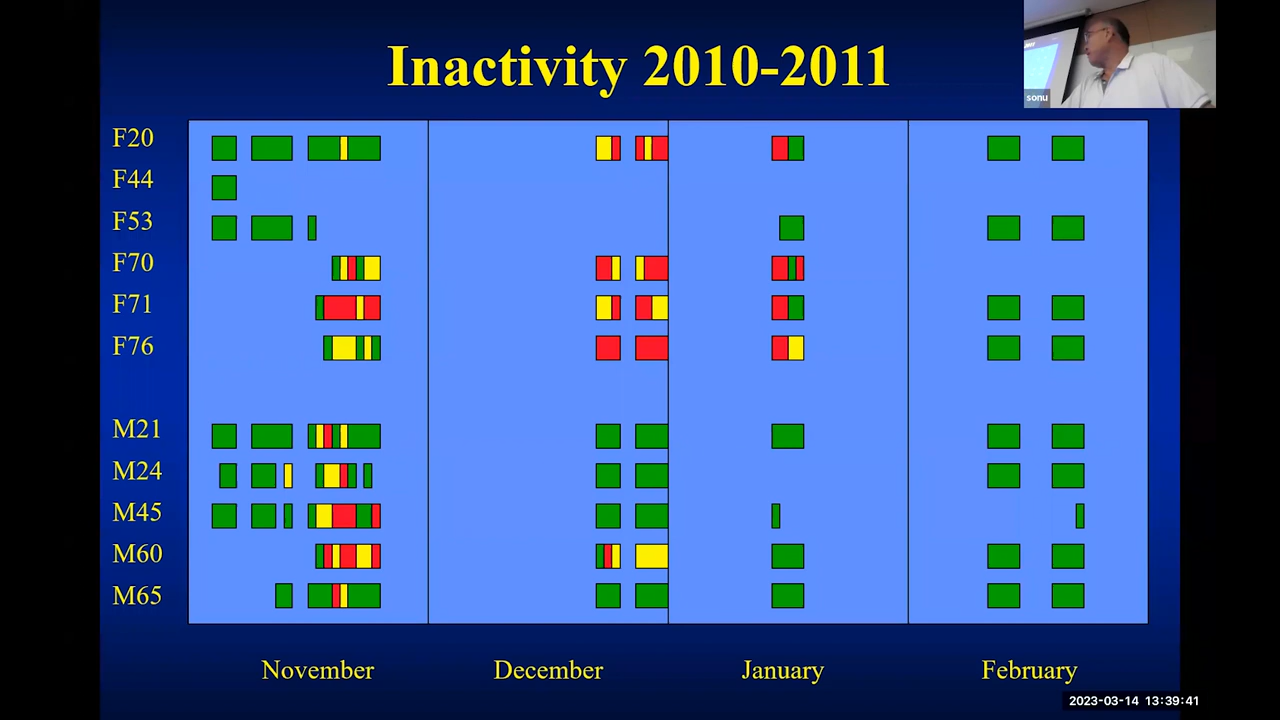 Inactivity 2010-2011
sonu
F20
F44
F53
F70
F71
F76
M21
M24
M45
M60
M65
November December January February
2023-03-14 13:39:41